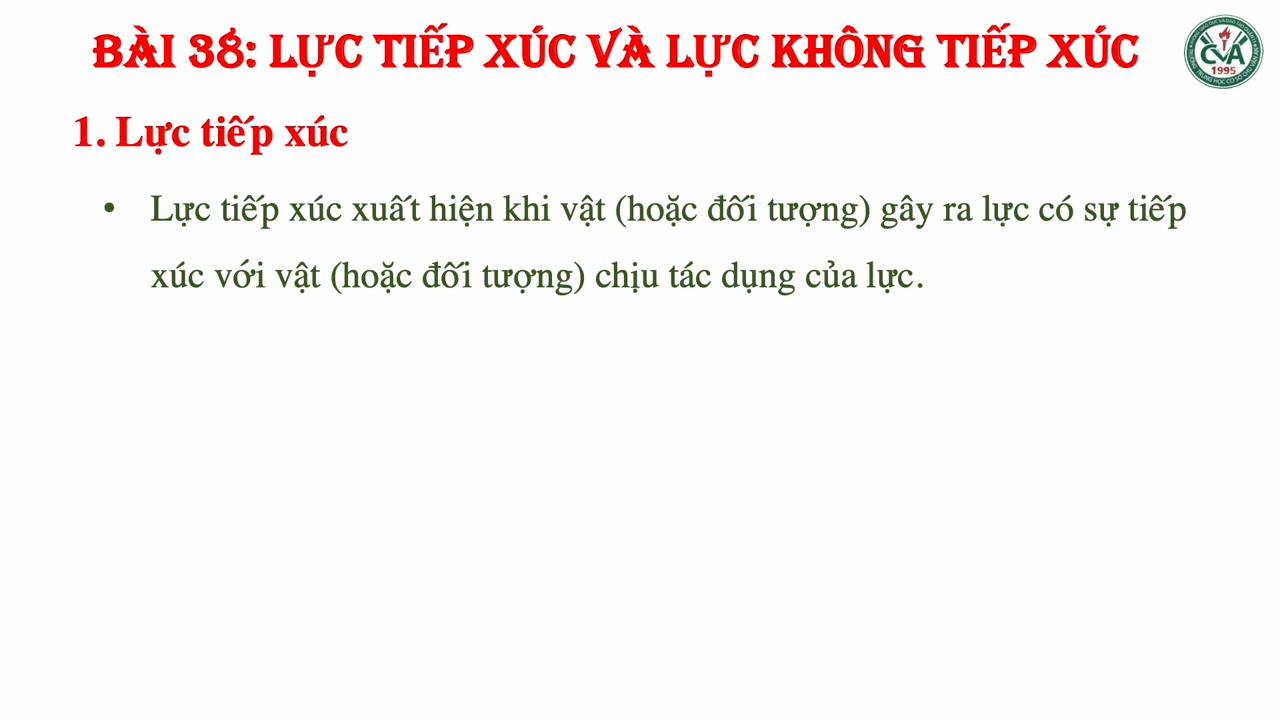 BÀI 38: LỰC TIẾP XÚC VÀ LỰC KHÔNG TIẾP XÚC
CVA
1995
1. Lực tiếp xúc
• Lực tiếp xúc xuất hiện khi vật (hoặc đối tượng) gây ra lực có sự tiếp
xúc với vật (hoặc đối tượng) chịu tác dụng của lực.